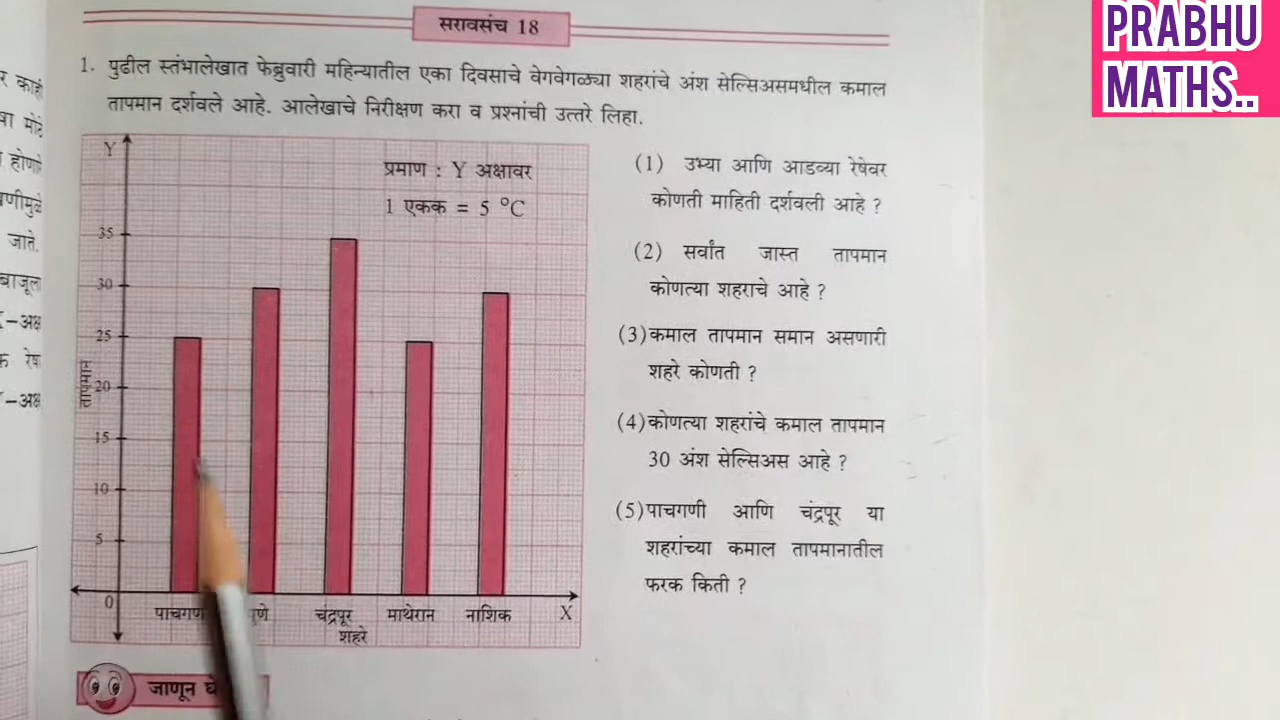 सरावसंच 18
PRABHU
MATHS..
1. पुढील स्तंभालेखात फेब्रुवारी महिन्यातील एका दिवसाचे वेगवेगळ्या शहरांचे अंश सेल्सिअसमधील कमाल
तापमान दर्शवले आहे. आलेखाचे निरीक्षण करा व प्रश्नांची उत्तरे लिहा.
Y
प्रमाण : Y अक्षावर
1 एकक = 5 °C
35
30
25
20
15
10
5
0
तापमान
चंद्रपूर माथेरान नाशिक X
शहरे
(1) उभ्या आणि आडव्या रेषेवर
कोणती माहिती दर्शवली आहे ?
(2) सर्वांत जास्त तापमान
कोणत्या शहराचे आहे ?
(3) कमाल तापमान समान असणारी
शहरे कोणती ?
(4) कोणत्या शहरांचे कमाल तापमान
30 अंश सेल्सिअस आहे ?
(5) पाचगणी आणि चंद्रपूर या
शहरांच्या कमाल तापमानातील
फरक किती ?
जाणून